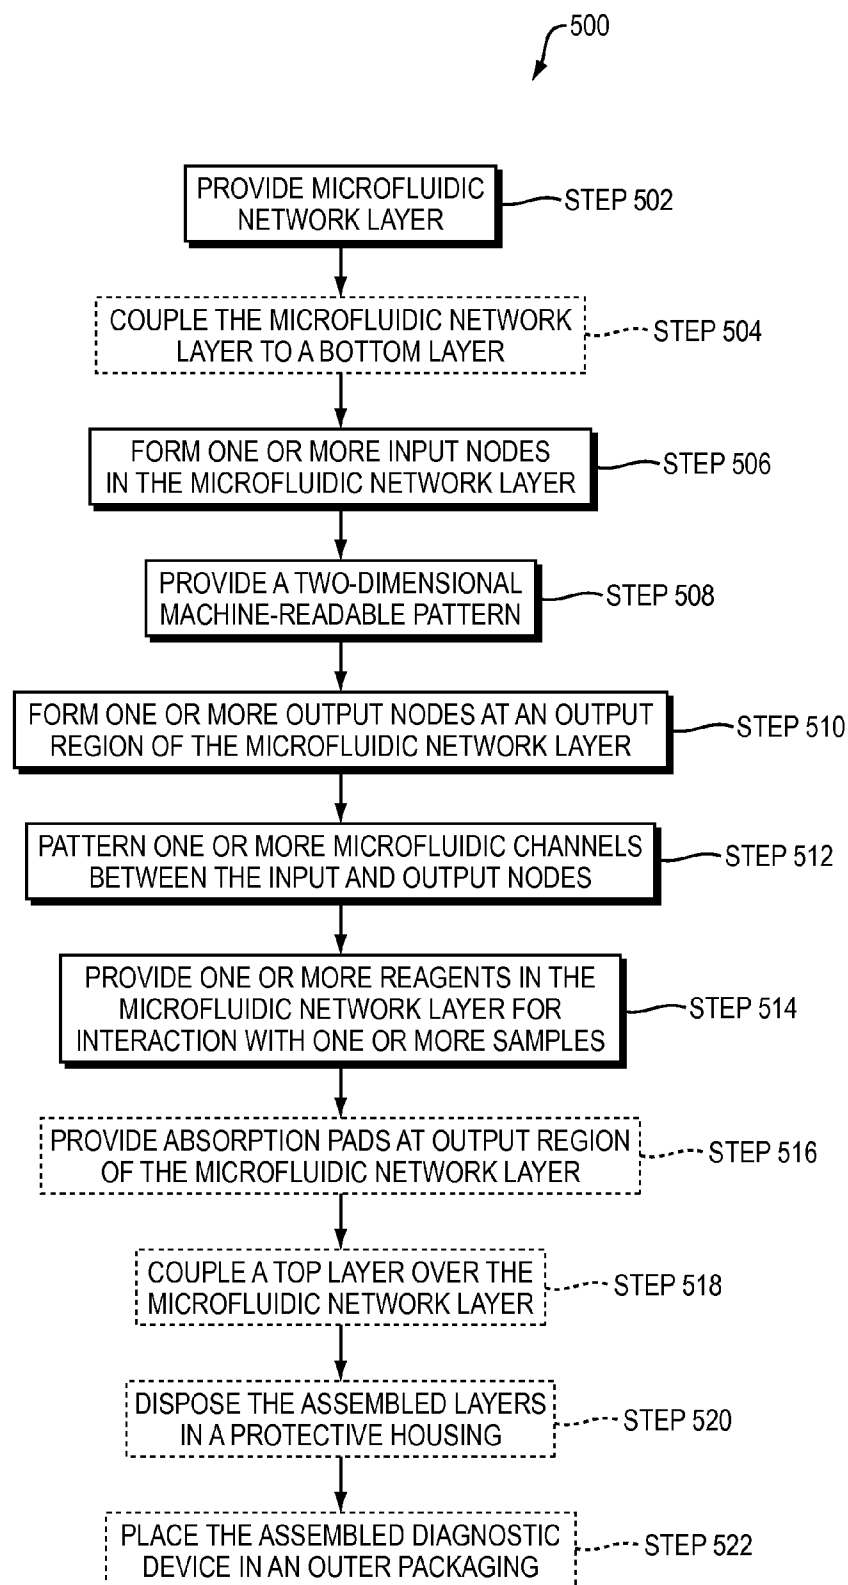 500
PROVIDE MICROFLUIDIC
NETWORK LAYER
STEP 502
COUPLE THE MICROFLUIDIC NETWORK
LAYER TO A BOTTOM LAYER
STEP 504
FORM ONE OR MORE INPUT NODES
IN THE MICROFLUIDIC NETWORK LAYER
STEP 506
PROVIDE A TWO-DIMENSIONAL
MACHINE-READABLE PATTERN
STEP 508
FORM ONE OR MORE OUTPUT NODES AT AN OUTPUT
REGION OF THE MICROFLUIDIC NETWORK LAYER
STEP 510
PATTERN ONE OR MORE MICROFLUIDIC CHANNELS
BETWEEN THE INPUT AND OUTPUT NODES
STEP 512
PROVIDE ONE OR MORE REAGENTS IN THE
MICROFLUIDIC NETWORK LAYER FOR
INTERACTION WITH ONE OR MORE SAMPLES
STEP 514
PROVIDE ABSORPTION PADS AT OUTPUT REGION
OF THE MICROFLUIDIC NETWORK LAYER
STEP 516
COUPLE A TOP LAYER OVER THE
MICROFLUIDIC NETWORK LAYER
STEP 518
DISPOSE THE ASSEMBLED LAYERS
IN A PROTECTIVE HOUSING
STEP 520
PLACE THE ASSEMBLED DIAGNOSTIC
DEVICE IN AN OUTER PACKAGING
STEP 522